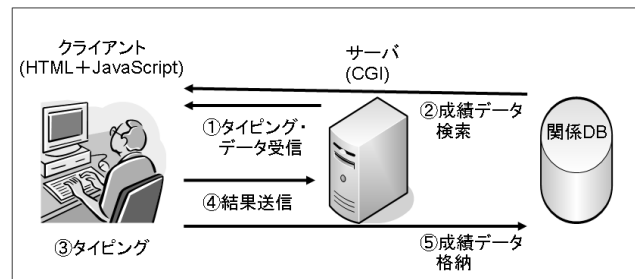 クライアント
(HTML＋JavaScript)
サーバ
(CGI)
①タイピング・
データ受信
②成績データ
検索
関係DB
④結果送信
③タイピング
⑤成績データ
格納